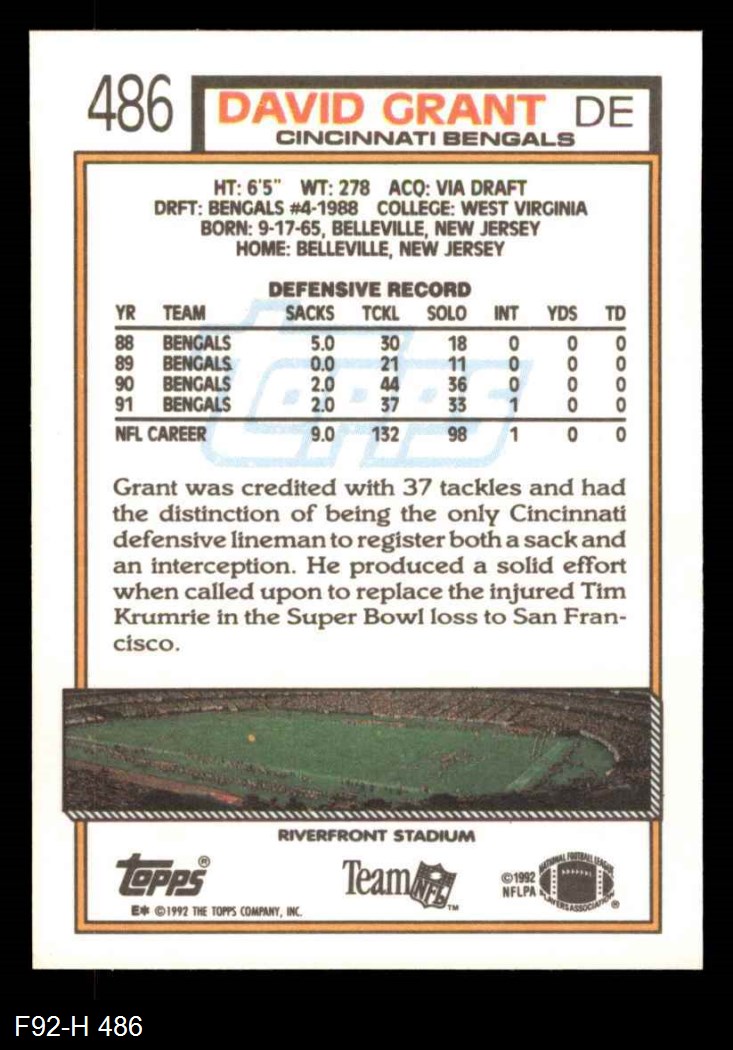 486 DAVID GRANT DE
CINCINNATI BENGALS
HT: 6'5" WT: 278 ACQ: VIA DRAFT
DRFT: BENGALS #4-1988 COLLEGE: WEST VIRGINIA
BORN: 9-17-65, BELLEVILLE, NEW JERSEY
HOME: BELLEVILLE, NEW JERSEY
DEFENSIVE RECORD
YR TEAM SACKS TCKL SOLO INT YDS TD
88 BENGALS 5.0 30 18 0 0 0
89 BENGALS 0.0 21 11 0 0 0
90 BENGALS 2.0 44 36 0 0 0
91 BENGALS 2.0 37 33 1 0 0
NFL CAREER 9.0 132 98 1 0 0
Topps
Grant was credited with 37 tackles and had
the distinction of being the only Cincinnati
defensive lineman to register both a sack and
an interception. He produced a solid effort
when called upon to replace the injured Tim
Krumrie in the Super Bowl loss to San Fran-
cisco.
RIVERFRONT STADIUM
Topps®
E* ©1992 THE TOPPS COMPANY, INC.
Team NFL™
©1992
NFLPA
NATIONAL FOOTBALL LEAGUE
PLAYERS ASSOCIATION®
F92-H 486